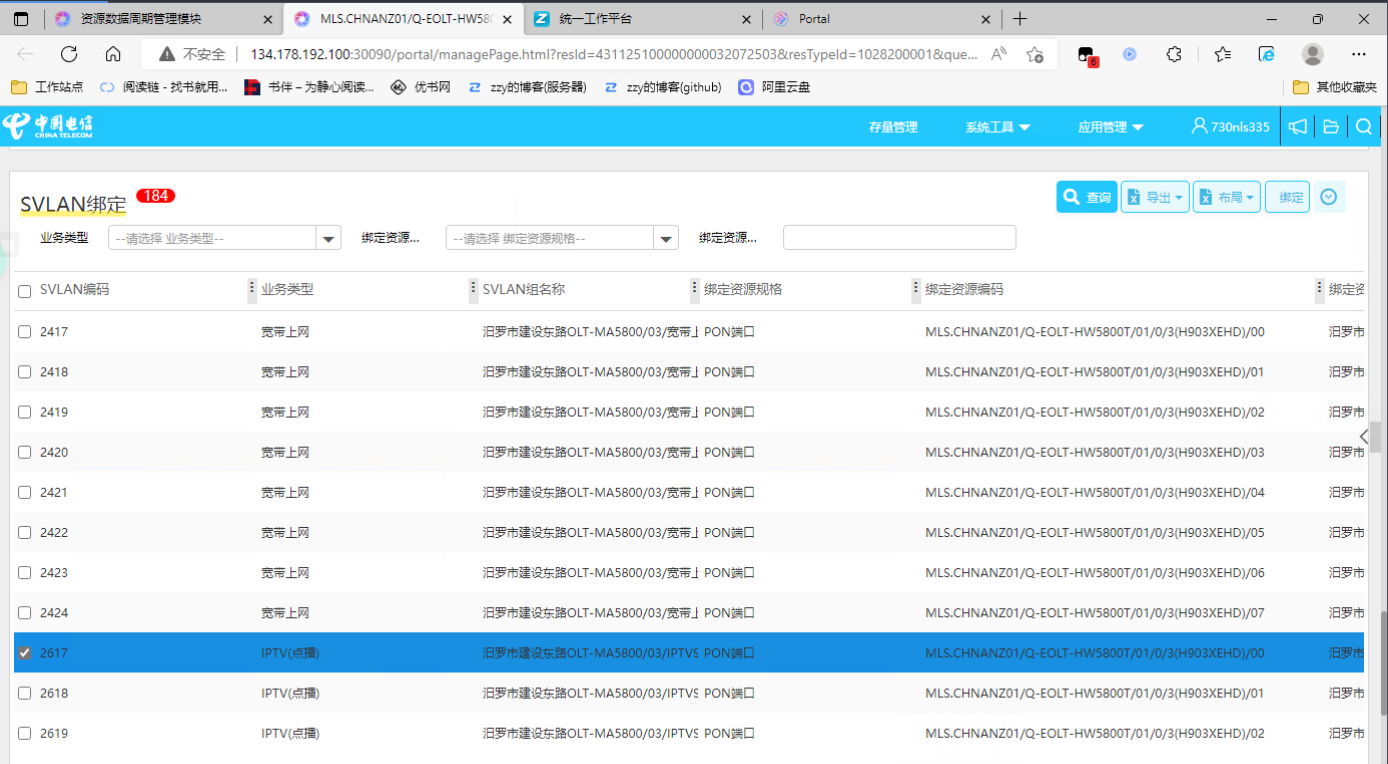 资源数据周期管理模块
MLS.CHNANZ01/Q-EOLT-HW580
统一工作平台
Portal
不安全 134.178.192.100:30090/portal/managePage.html?resId=431125100000000032072503&resTypeId=1028200001&que...
6
工作站点 阅读链 - 找书就用... 书伴 – 为静心阅读... 优书网 zzy的博客(服务器) zzy的博客(github) 阿里云盘 其他收藏夹
中国电信 CHINA TELECOM 存量管理 系统工具 应用管理 730nls335
SVLAN绑定 184 查询 导出 布局 绑定
业务类型 --请选择 业务类型-- 绑定资源... --请选择 绑定资源规格-- 绑定资源...
SVLAN编码 业务类型 SVLAN组名称 绑定资源规格 绑定资源编码 绑定资
2417 宽带上网 汨罗市建设东路OLT-MA5800/03/宽带上 PON端口 MLS.CHNANZ01/Q-EOLT-HW5800T/01/0/3(H903XEHD)/00 汨罗市
2418 宽带上网 汨罗市建设东路OLT-MA5800/03/宽带上 PON端口 MLS.CHNANZ01/Q-EOLT-HW5800T/01/0/3(H903XEHD)/01 汨罗市
2419 宽带上网 汨罗市建设东路OLT-MA5800/03/宽带上 PON端口 MLS.CHNANZ01/Q-EOLT-HW5800T/01/0/3(H903XEHD)/02 汨罗市
2420 宽带上网 汨罗市建设东路OLT-MA5800/03/宽带上 PON端口 MLS.CHNANZ01/Q-EOLT-HW5800T/01/0/3(H903XEHD)/03 汨罗市
2421 宽带上网 汨罗市建设东路OLT-MA5800/03/宽带上 PON端口 MLS.CHNANZ01/Q-EOLT-HW5800T/01/0/3(H903XEHD)/04 汨罗市
2422 宽带上网 汨罗市建设东路OLT-MA5800/03/宽带上 PON端口 MLS.CHNANZ01/Q-EOLT-HW5800T/01/0/3(H903XEHD)/05 汨罗市
2423 宽带上网 汨罗市建设东路OLT-MA5800/03/宽带上 PON端口 MLS.CHNANZ01/Q-EOLT-HW5800T/01/0/3(H903XEHD)/06 汨罗市
2424 宽带上网 汨罗市建设东路OLT-MA5800/03/宽带上 PON端口 MLS.CHNANZ01/Q-EOLT-HW5800T/01/0/3(H903XEHD)/07 汨罗市
2617 IPTV(点播) 汨罗市建设东路OLT-MA5800/03/IPTVS PON端口 MLS.CHNANZ01/Q-EOLT-HW5800T/01/0/3(H903XEHD)/00 汨罗市
2618 IPTV(点播) 汨罗市建设东路OLT-MA5800/03/IPTVS PON端口 MLS.CHNANZ01/Q-EOLT-HW5800T/01/0/3(H903XEHD)/01 汨罗市
2619 IPTV(点播) 汨罗市建设东路OLT-MA5800/03/IPTVS PON端口 MLS.CHNANZ01/Q-EOLT-HW5800T/01/0/3(H903XEHD)/02 汨罗市